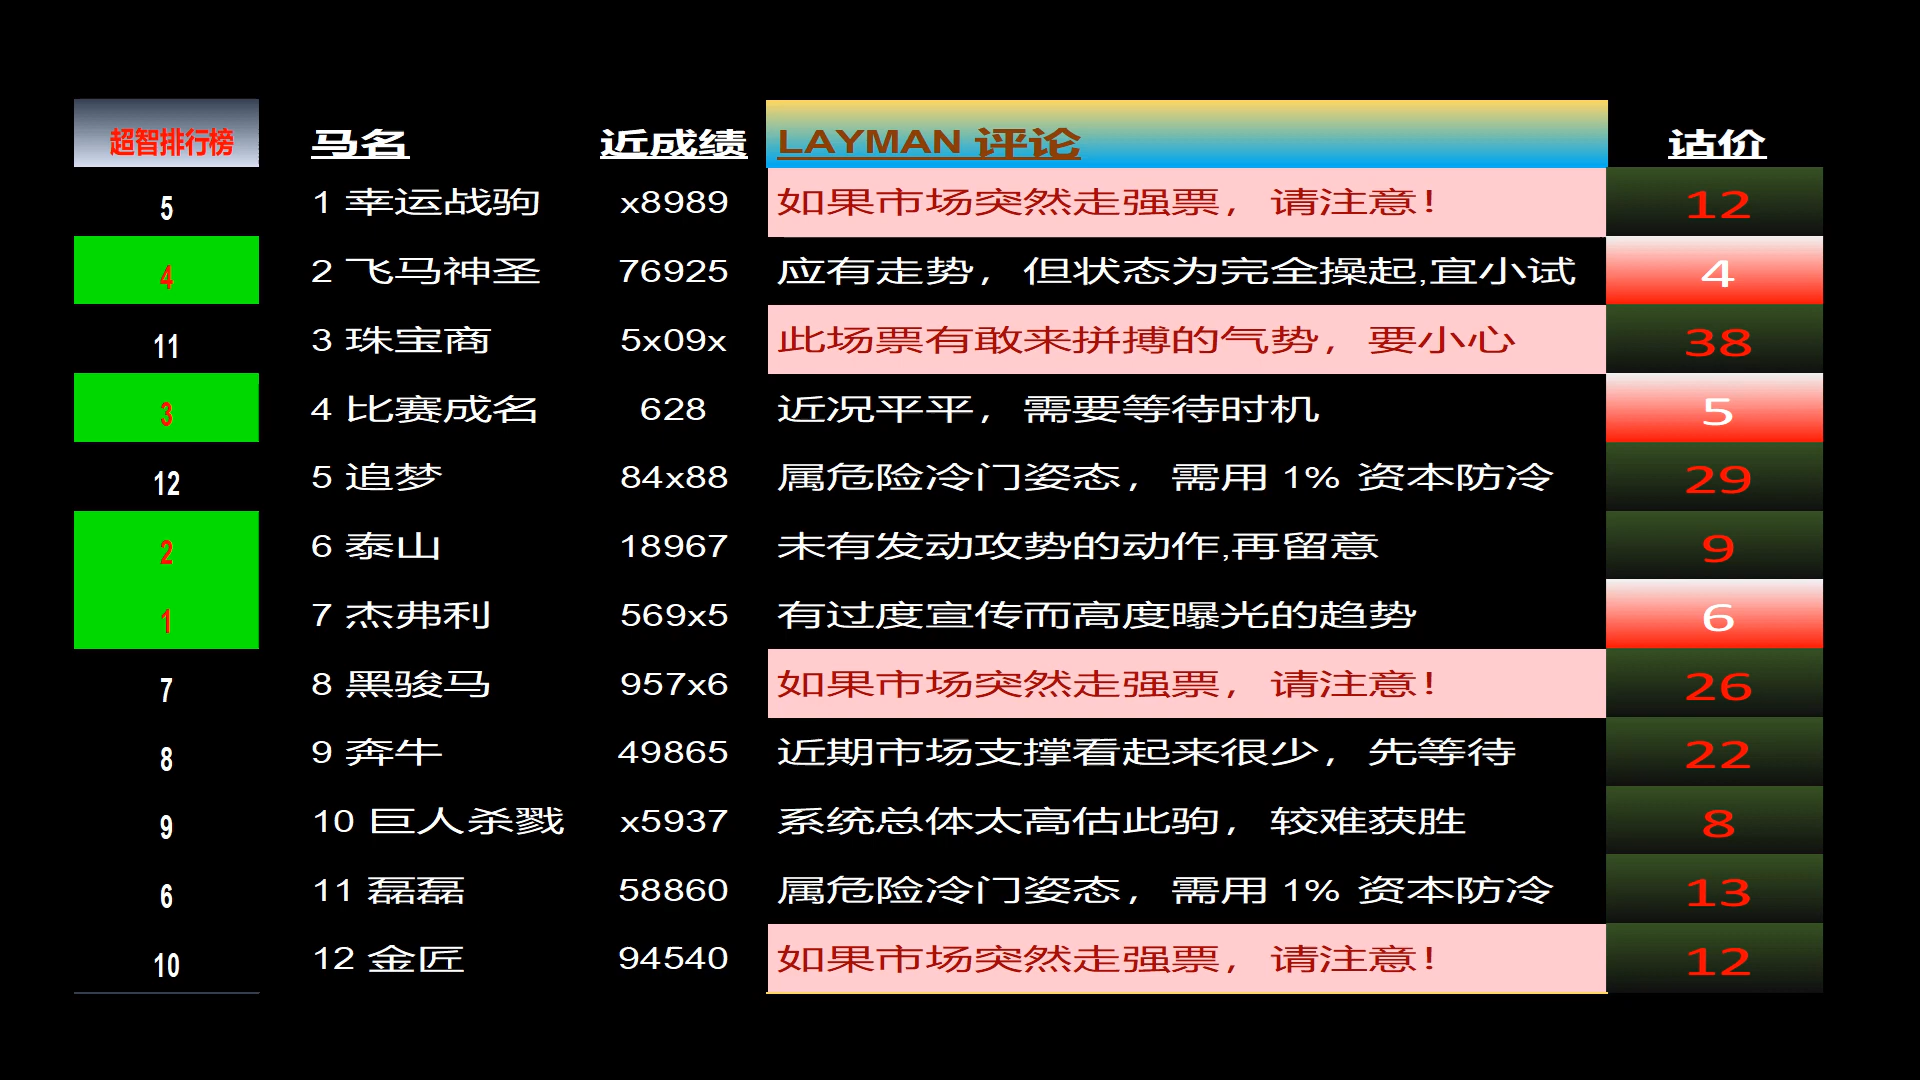 超智排行榜 马名 近成绩 LAYMAN 评论 诂价
5 1 幸运战驹 x8989 如果市场突然走强票，请注意！ 12
4 2 飞马神圣 76925 应有走势，但状态为完全操起,宜小试 4
11 3 珠宝商 5x09x 此场票有敢来拼搏的气势，要小心 38
3 4 比赛成名 628 近况平平，需要等待时机 5
12 5 追梦 84x88 属危险冷门姿态，需用 1% 资本防冷 29
2 6 泰山 18967 未有发动攻势的动作,再留意 9
1 7 杰弗利 569x5 有过度宣传而高度曝光的趋势 6
7 8 黑骏马 957x6 如果市场突然走强票，请注意！ 26
8 9 奔牛 49865 近期市场支撑看起来很少，先等待 22
9 10 巨人杀戮 x5937 系统总体太高估此驹，较难获胜 8
6 11 磊磊 58860 属危险冷门姿态，需用 1% 资本防冷 13
10 12 金匠 94540 如果市场突然走强票，请注意！ 12